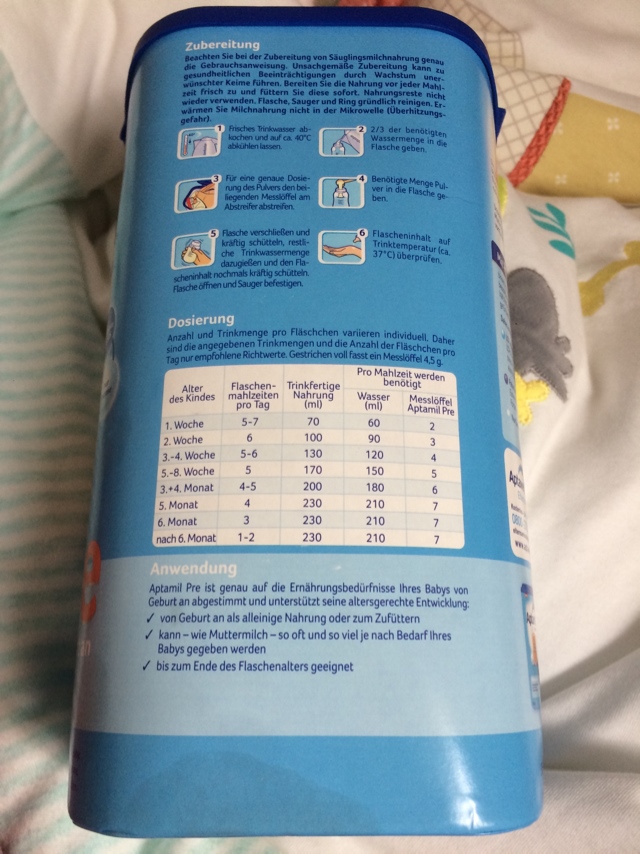 Zubereitung
Beachten Sie bei der Zubereitung von Säuglingsmilchnahrung genau
die Gebrauchsanweisung. Unsachgemäße Zubereitung kann zu
gesundheitlichen Beeinträchtigungen durch Wachstum uner-
wünschter Keime führen. Bereiten Sie die Nahrung vor jeder Mahl-
zeit frisch zu und füttern Sie diese sofort. Nahrungsreste nicht
wieder verwenden. Flasche, Sauger und Ring gründlich reinigen. Er-
wärmen Sie Milchnahrung nicht in der Mikrowelle (Überhitzungs-
gefahr).
1 Frisches Trinkwasser ab-
kochen und auf ca. 40°C
abkühlen lassen.
2 2/3 der benötigten
Wassermenge in die
Flasche geben.
3 Für eine genaue Dosie-
rung des Pulvers den bei-
liegenden Messlöffel am
Abstreifer abstreifen.
4 Benötigte Menge Pul-
ver in die Flasche ge-
ben.
5 Flasche verschließen und
kräftig schütteln, restli-
che Trinkwassermenge
dazugießen und den Fla-
scheninhalt nochmals kräftig schütteln.
Flasche öffnen und Sauger befestigen.
6 Flascheninhalt auf
Trinktemperatur (ca.
37°C) überprüfen.
Dosierung
Anzahl und Trinkmenge pro Fläschchen variieren individuell. Daher
sind die angegebenen Trinkmengen und die Anzahl der Fläschchen pro
Tag nur empfohlene Richtwerte. Gestrichen voll fasst ein Messlöffel 4,5 g.
Pro Mahlzeit werden
benötigt
Alter
des Kindes
Flaschen-
mahlzeiten
pro Tag
Trinkfertige
Nahrung
(ml)
Wasser
(ml)
Messlöffel
Aptamil Pre
1. Woche 5-7 70 60 2
2. Woche 6 100 90 3
3.-4. Woche 5-6 130 120 4
5.-8. Woche 5 170 150 5
3.+4. Monat 4-5 200 180 6
5. Monat 4 230 210 7
6. Monat 3 230 210 7
nach 6. Monat 1-2 230 210 7
Anwendung
Aptamil Pre ist genau auf die Ernährungsbedürfnisse Ihres Babys von
Geburt an abgestimmt und unterstützt seine altersgerechte Entwicklung:
✓ von Geburt an als alleinige Nahrung oder zum Zufüttern
✓ kann – wie Muttermilch – so oft und so viel je nach Bedarf Ihres
Babys gegeben werden
✓ bis zum Ende des Flaschenalters geeignet